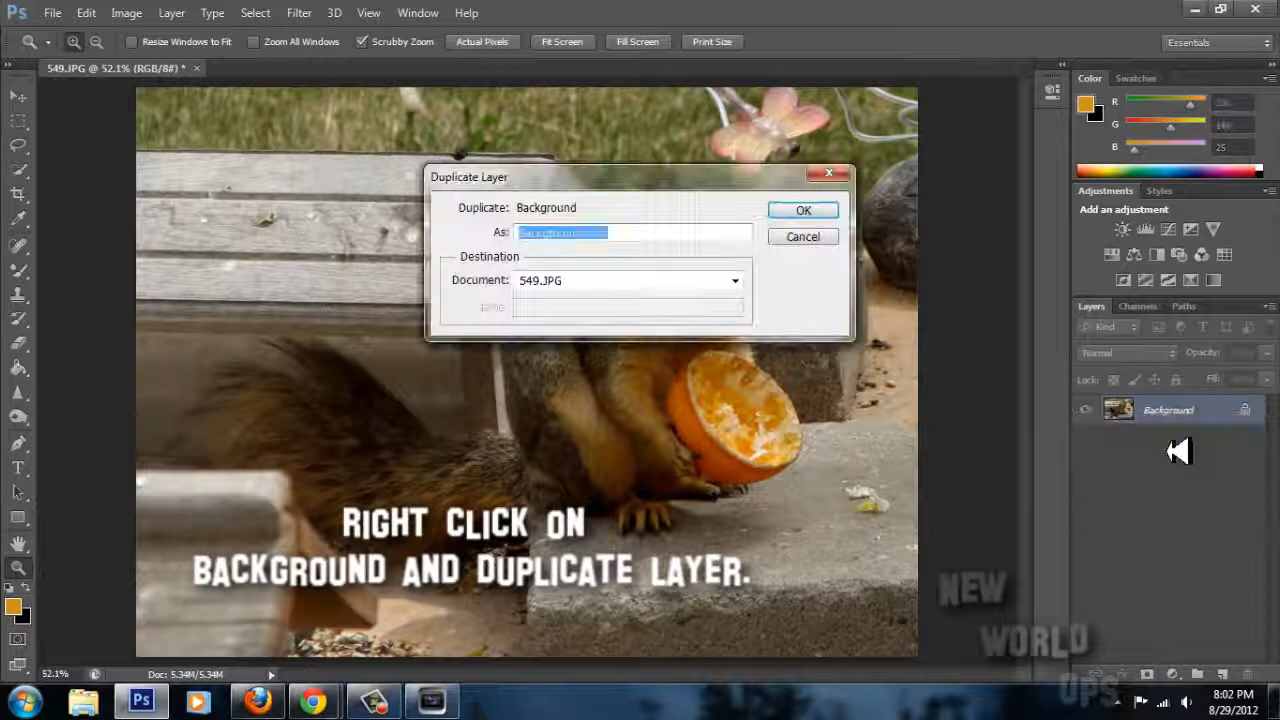 Ps File Edit Image Layer Type Select Filter 3D View Window Help
Resize Windows to Fit Zoom All Windows Scrubby Zoom Actual Pixels Fit Screen Fill Screen Print Size Essentials
549.JPG @ 52.1% (RGB/8#) *
Color Swatches
R
G
B 25
Adjustments Styles
Add an adjustment
Layers Channels Paths
Kind
Normal Opacity:
Lock: Fill:
Background
Duplicate Layer
Duplicate: Background
As:
Destination
Document: 549.JPG
OK
Cancel
RIGHT CLICK ON
BACKGROUND AND DUPLICATE LAYER.
NEW
WORLD
OPS
52.1% Doc: 5.34M/5.34M
Ps
8:02 PM
8/29/2012